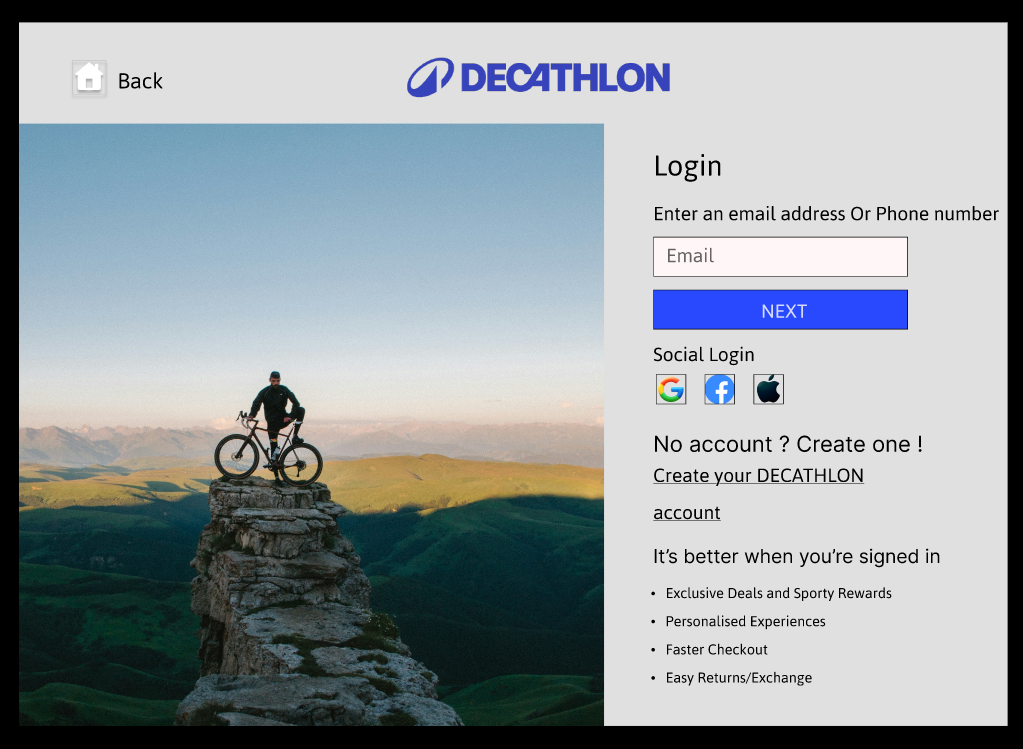 Back
DECATHLON
Login
Enter an email address Or Phone number
Email
NEXT
Social Login
No account ? Create one !
Create your DECATHLON
account
It's better when you're signed in
• Exclusive Deals and Sporty Rewards
• Personalised Experiences
• Faster Checkout
• Easy Returns/Exchange